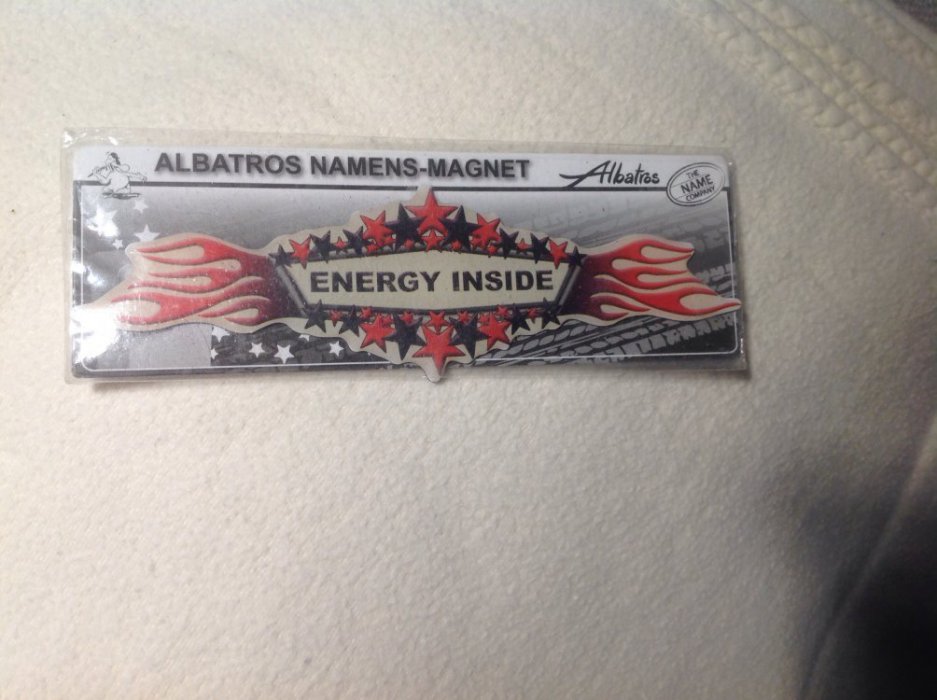 ALBATROS NAMENS-MAGNET
Albatros
THE
NAME
COMPANY
ENERGY INSIDE